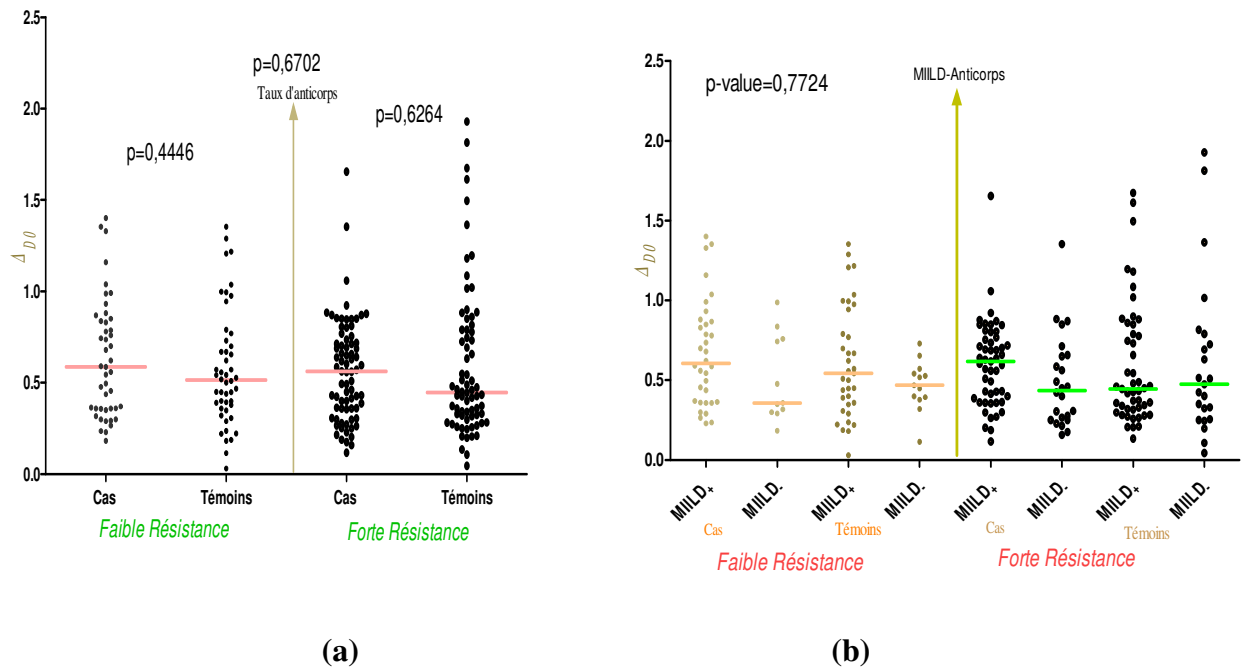 2.5
2.0
1.5
1.0
0.5
0.0
Δ_D0
p=0,4446
p=0,6702
Taux d'anticorps
p=0,6264
Cas
Témoins
Cas
Témoins
Faible Résistance
Forte Résistance
(a)
2.5
2.0
1.5
1.0
0.5
0.0
Δ_D0
p-value=0,7724
MIILD-Anticorps
MIILD+
MIILD-
MIILD+
MIILD-
MIILD+
MIILD-
MIILD+
MIILD-
Cas
Témoins
Cas
Témoins
Faible Résistance
Forte Résistance
(b)